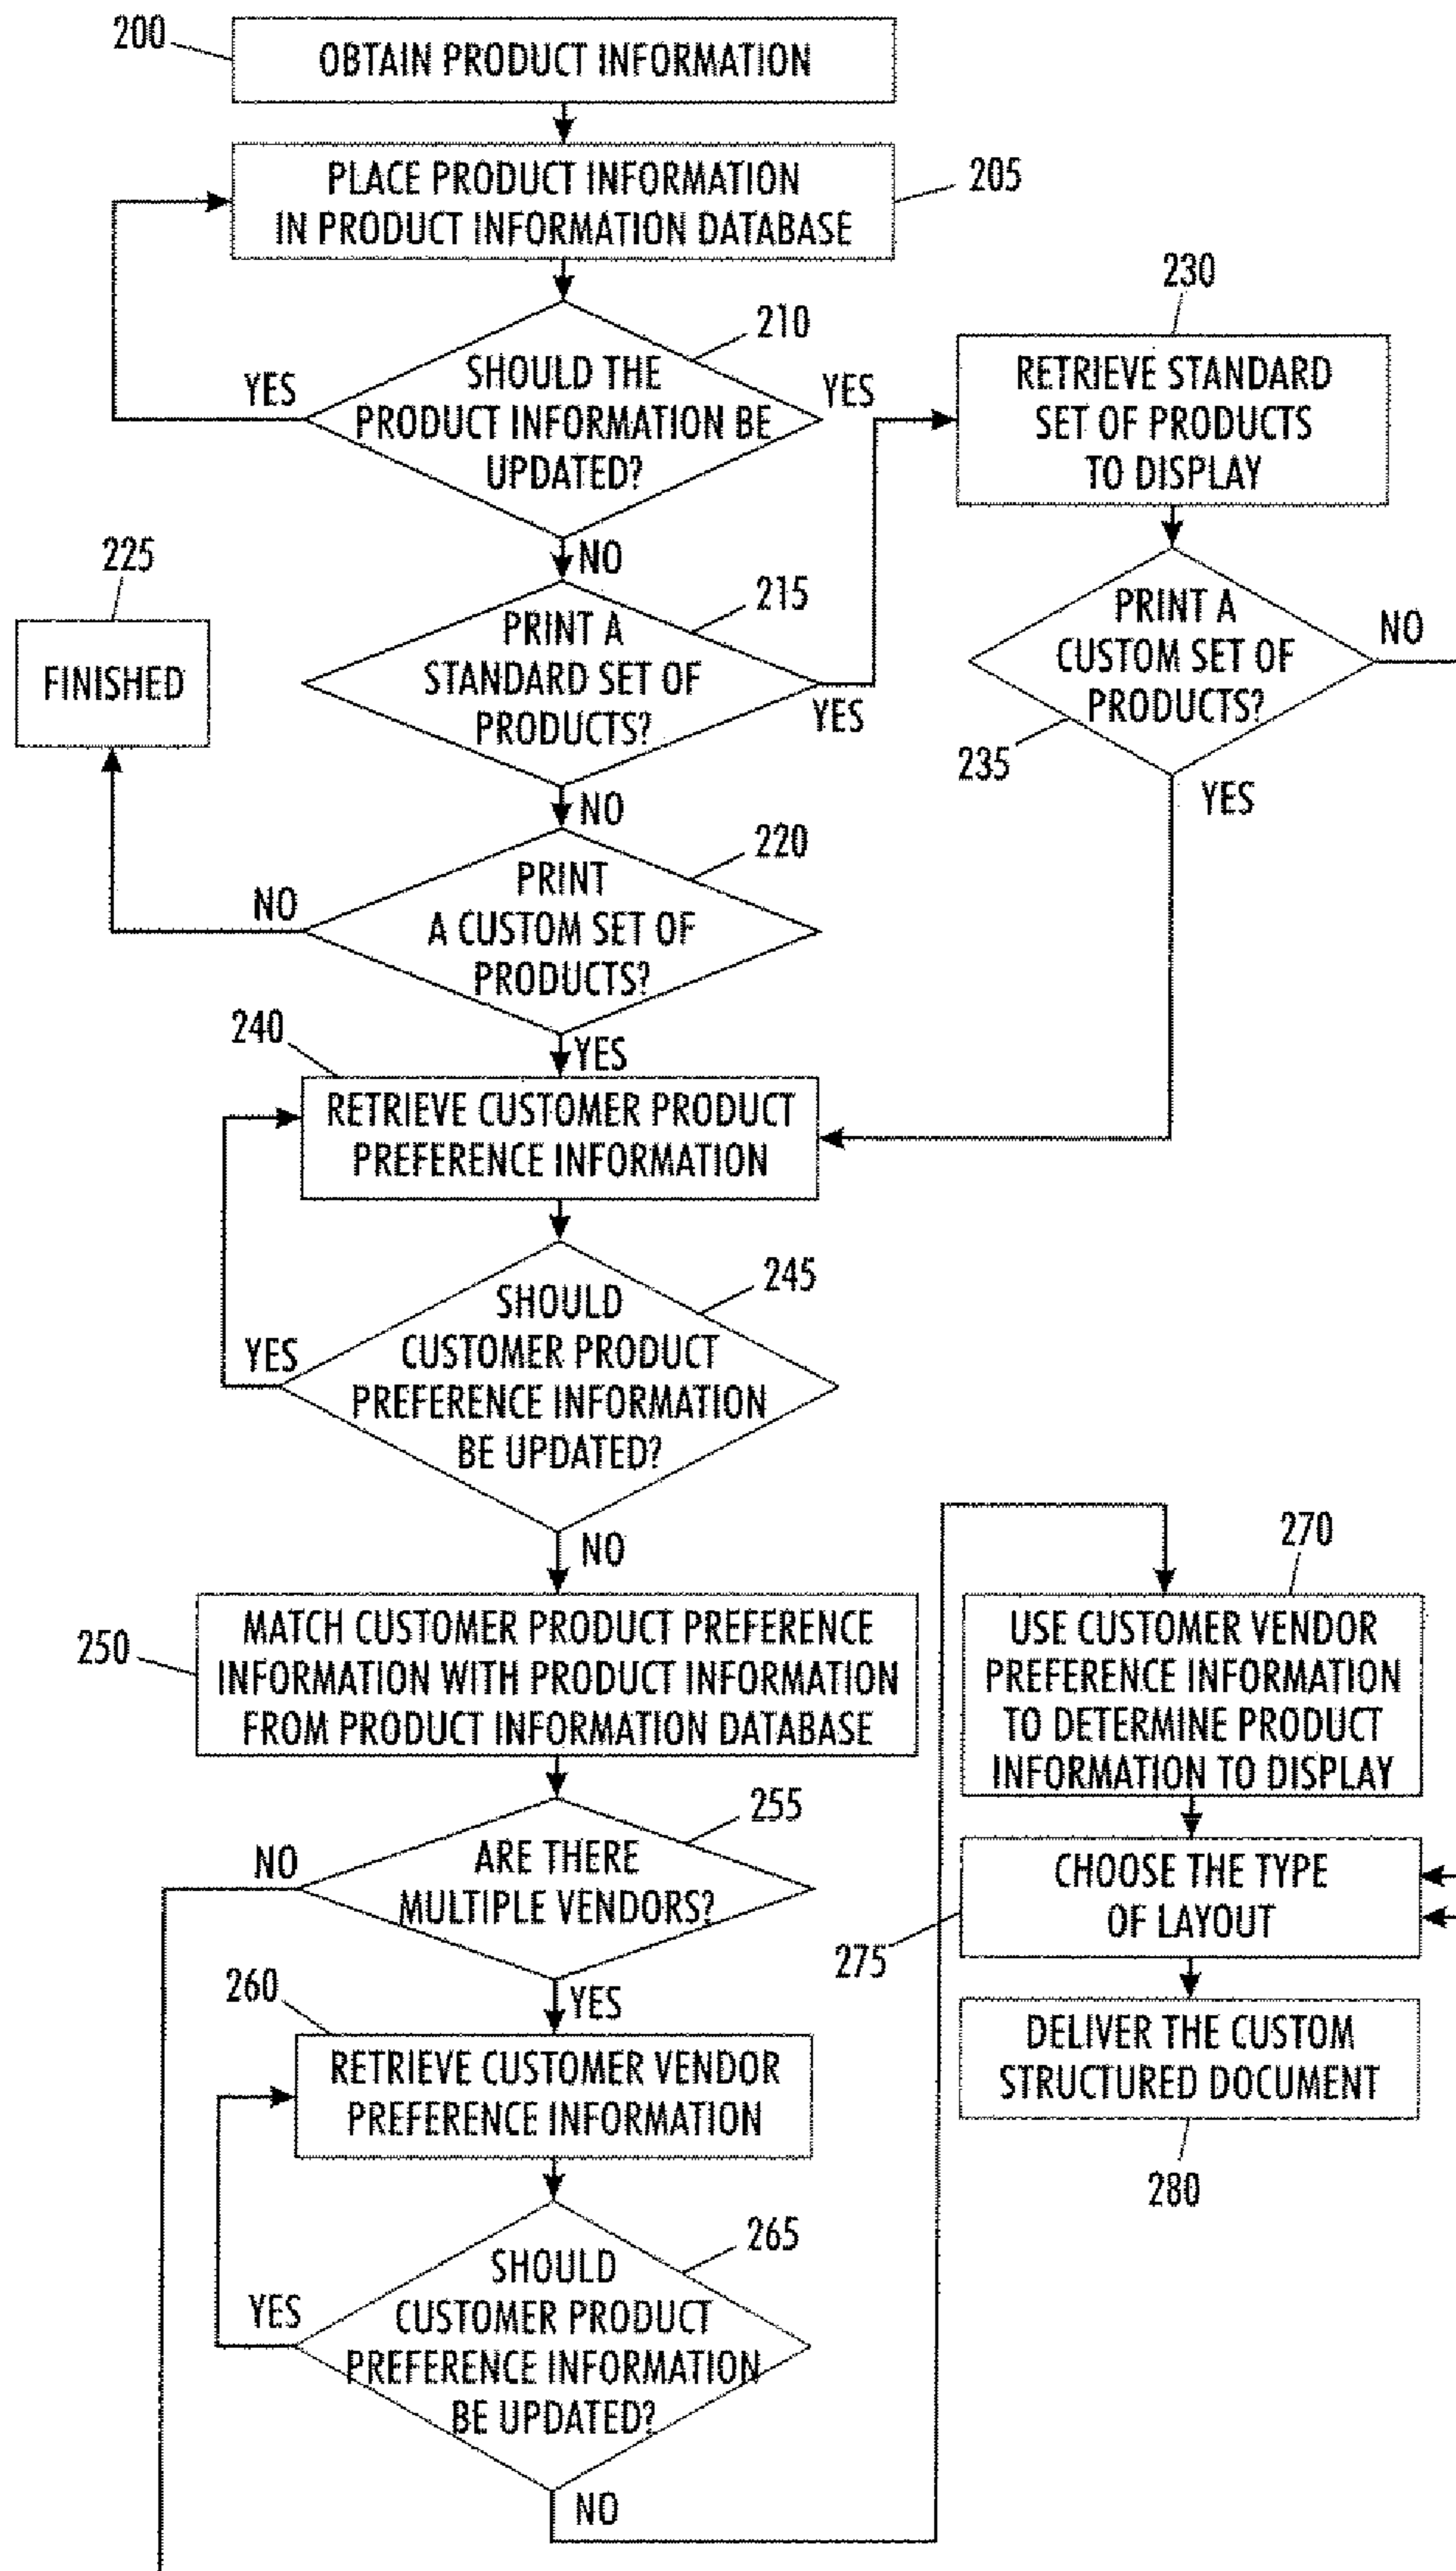 200
OBTAIN PRODUCT INFORMATION
PLACE PRODUCT INFORMATION
IN PRODUCT INFORMATION DATABASE
205
210
SHOULD THE
PRODUCT INFORMATION BE
UPDATED?
YES
YES
NO
230
RETRIEVE STANDARD
SET OF PRODUCTS
TO DISPLAY
225
FINISHED
215
PRINT A
STANDARD SET OF
PRODUCTS?
YES
NO
PRINT A
CUSTOM SET OF
PRODUCTS?
NO
235
YES
220
PRINT
A CUSTOM SET OF
PRODUCTS?
NO
YES
240
RETRIEVE CUSTOMER PRODUCT
PREFERENCE INFORMATION
245
SHOULD
CUSTOMER PRODUCT
PREFERENCE INFORMATION
BE UPDATED?
YES
NO
250
MATCH CUSTOMER PRODUCT PREFERENCE
INFORMATION WITH PRODUCT INFORMATION
FROM PRODUCT INFORMATION DATABASE
255
ARE THERE
MULTIPLE VENDORS?
NO
YES
260
RETRIEVE CUSTOMER VENDOR
PREFERENCE INFORMATION
265
SHOULD
CUSTOMER PRODUCT
PREFERENCE INFORMATION
BE UPDATED?
YES
NO
270
USE CUSTOMER VENDOR
PREFERENCE INFORMATION
TO DETERMINE PRODUCT
INFORMATION TO DISPLAY
CHOOSE THE TYPE
OF LAYOUT
275
DELIVER THE CUSTOM
STRUCTURED DOCUMENT
280